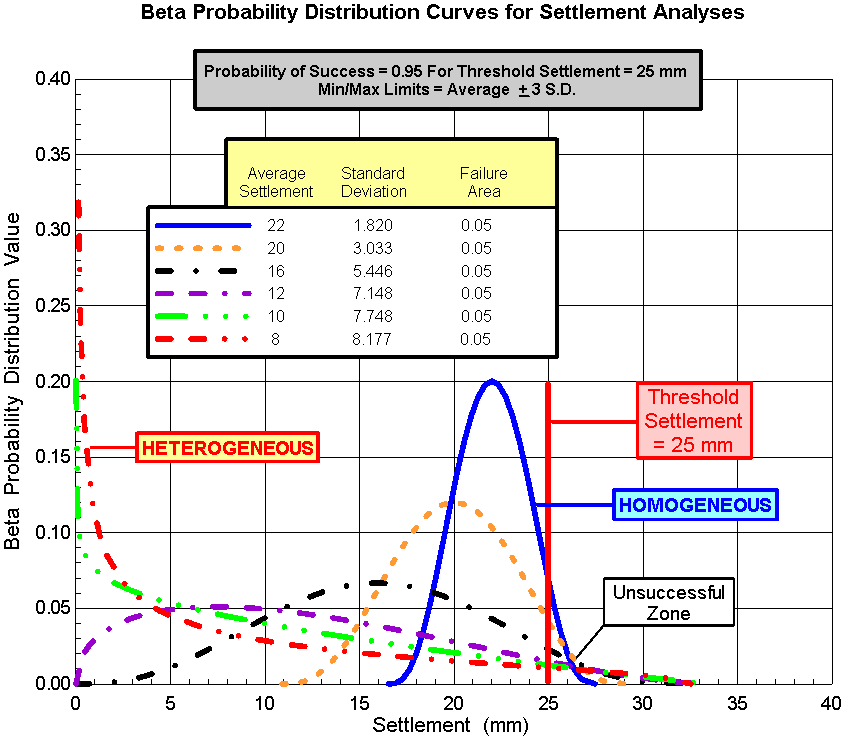 Beta Probability Distribution Curves for Settlement Analyses
Probability of Success = 0.95 For Threshold Settlement = 25 mm
Min/Max Limits = Average ± 3 S.D.
Average Settlement
Standard Deviation
Failure Area
22 1.820 0.05
20 3.033 0.05
16 5.446 0.05
12 7.148 0.05
10 7.748 0.05
8 8.177 0.05
Threshold
Settlement
= 25 mm
HETEROGENEOUS
HOMOGENEOUS
Unsuccessful
Zone
Beta Probability Distribution Value
0.40
0.35
0.30
0.25
0.20
0.15
0.10
0.05
0.00
0 5 10 15 20 25 30 35 40
Settlement (mm)